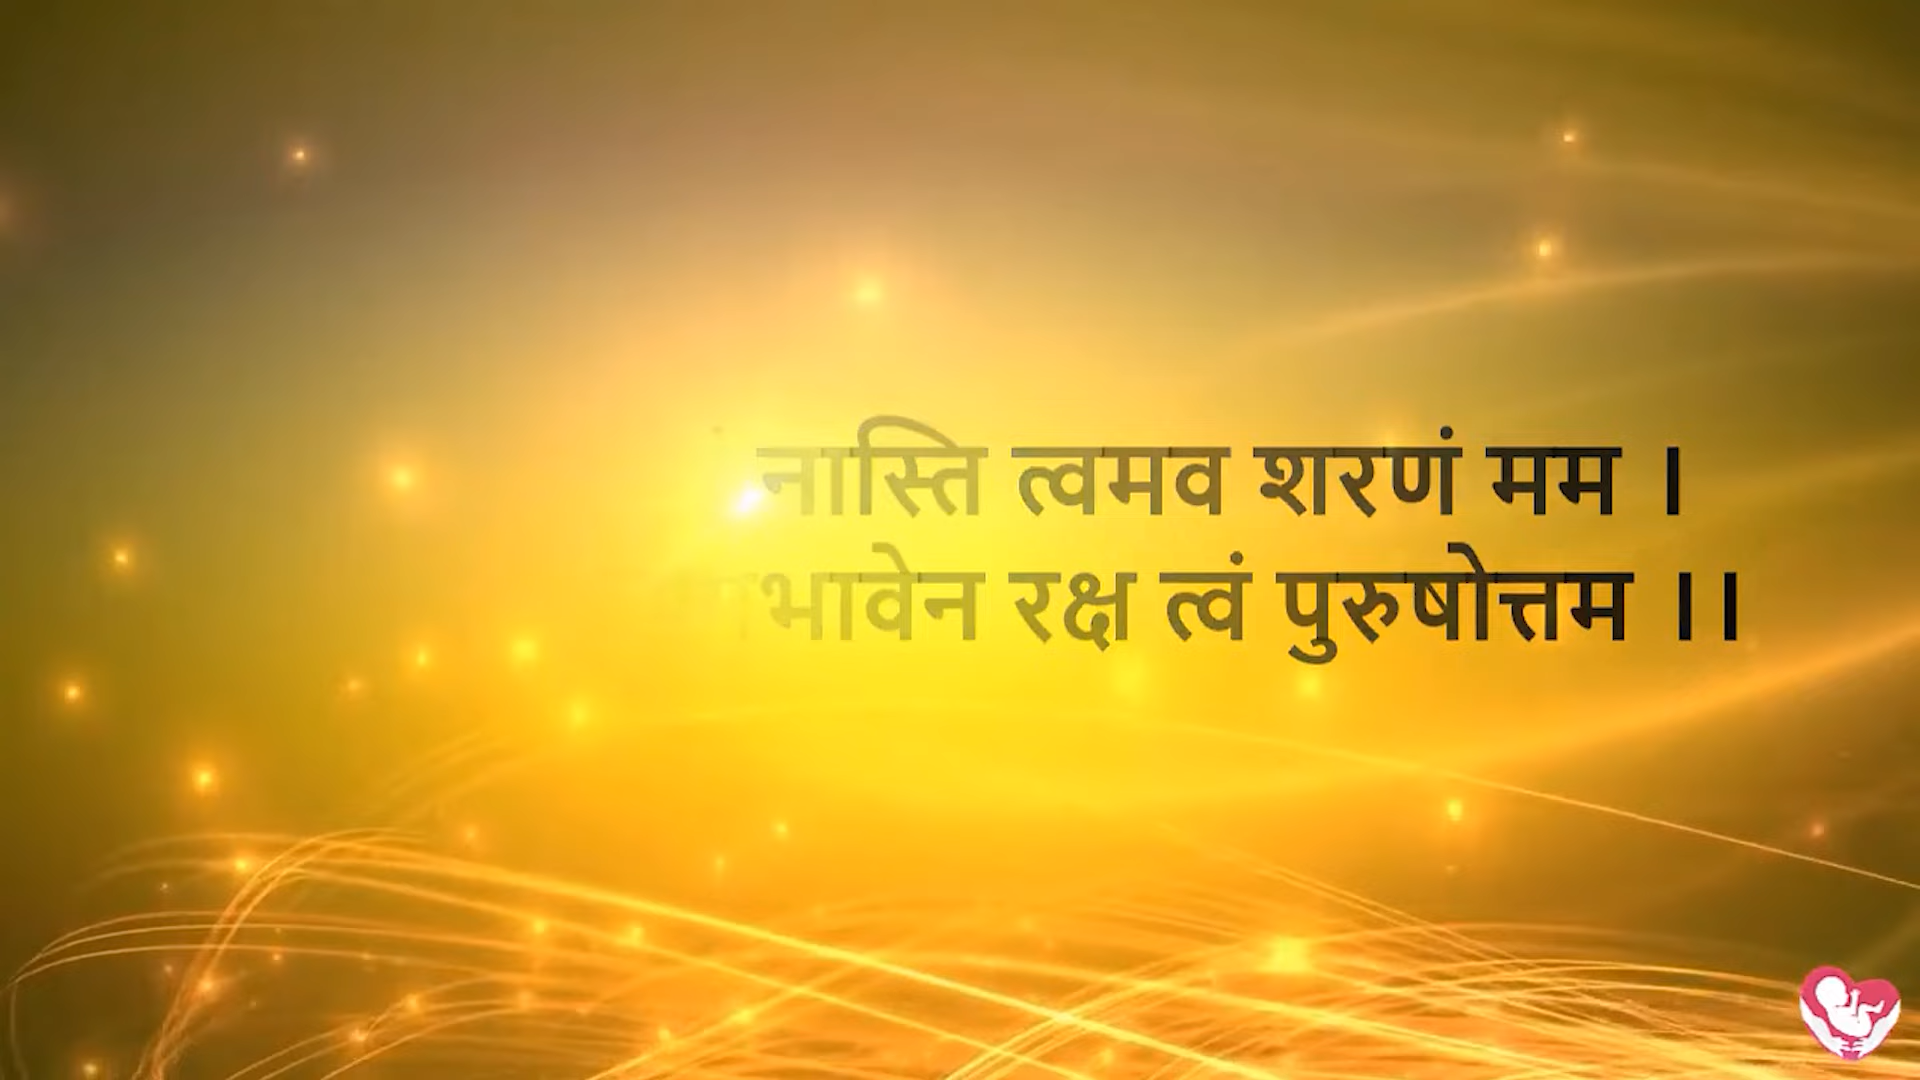 नास्ति त्वमव शरणं मम ।
भावेन रक्ष त्वं पुरुषोत्तम ।।